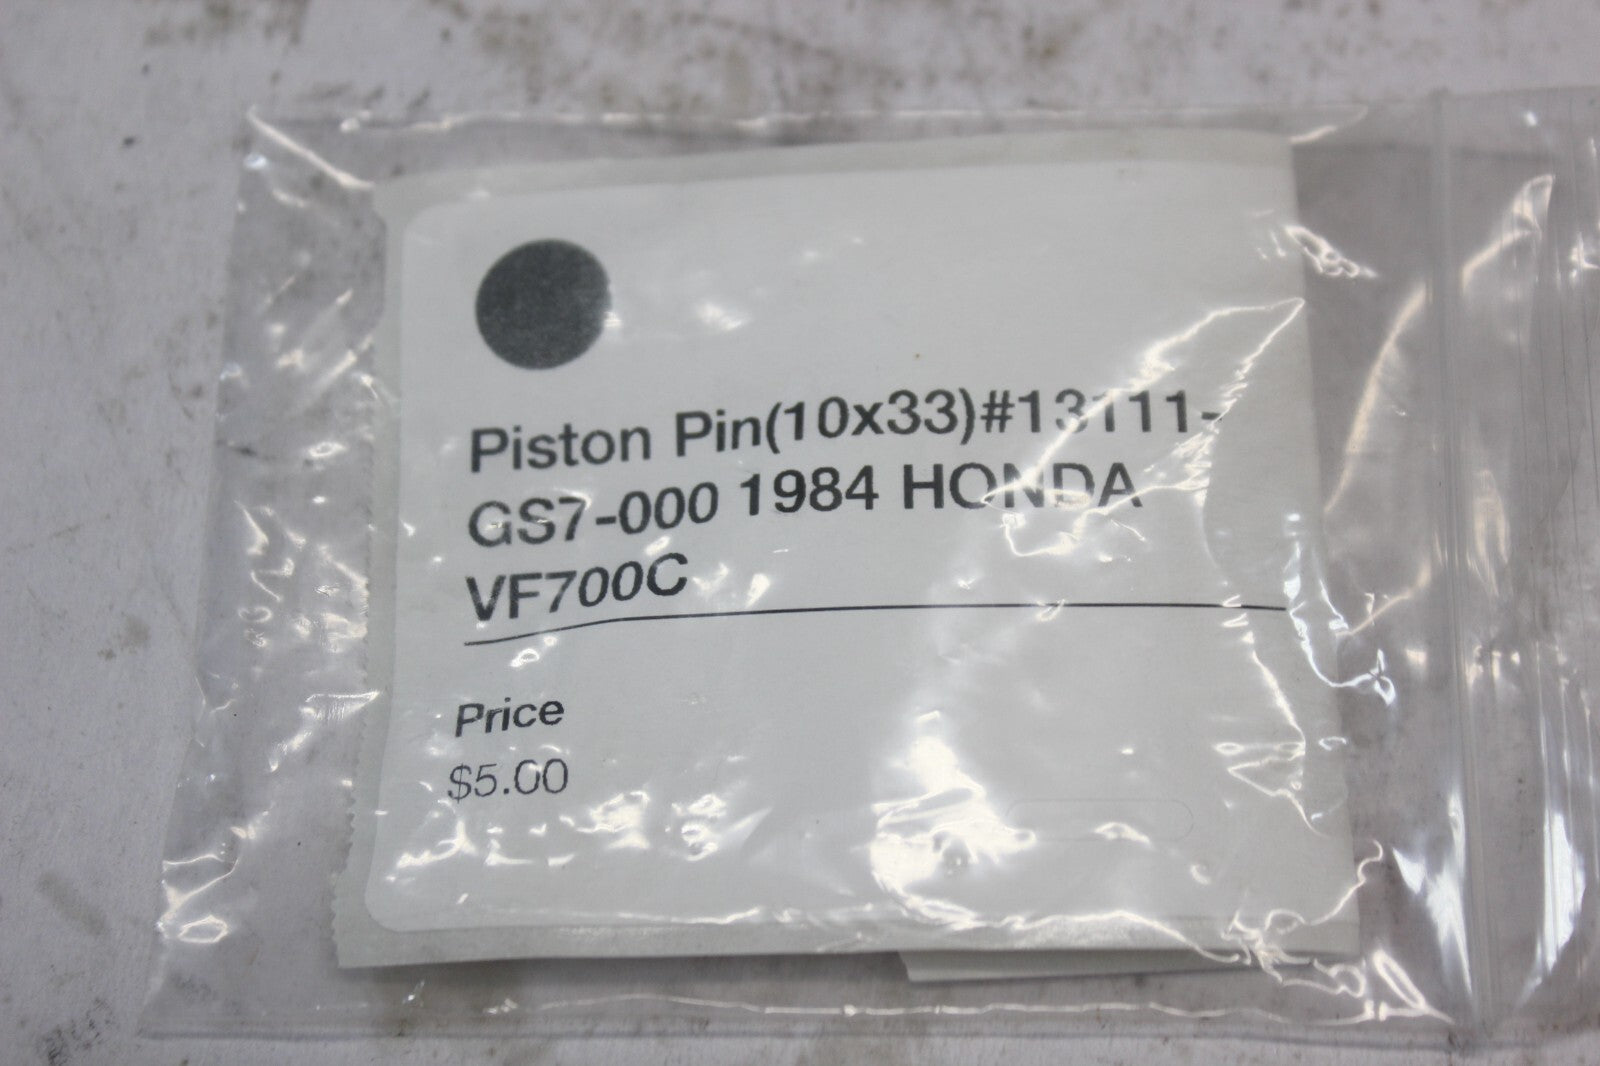 Piston Pin(10x33)#13111-
GS7-000 1984 HONDA
VF700C
Price
$5.00